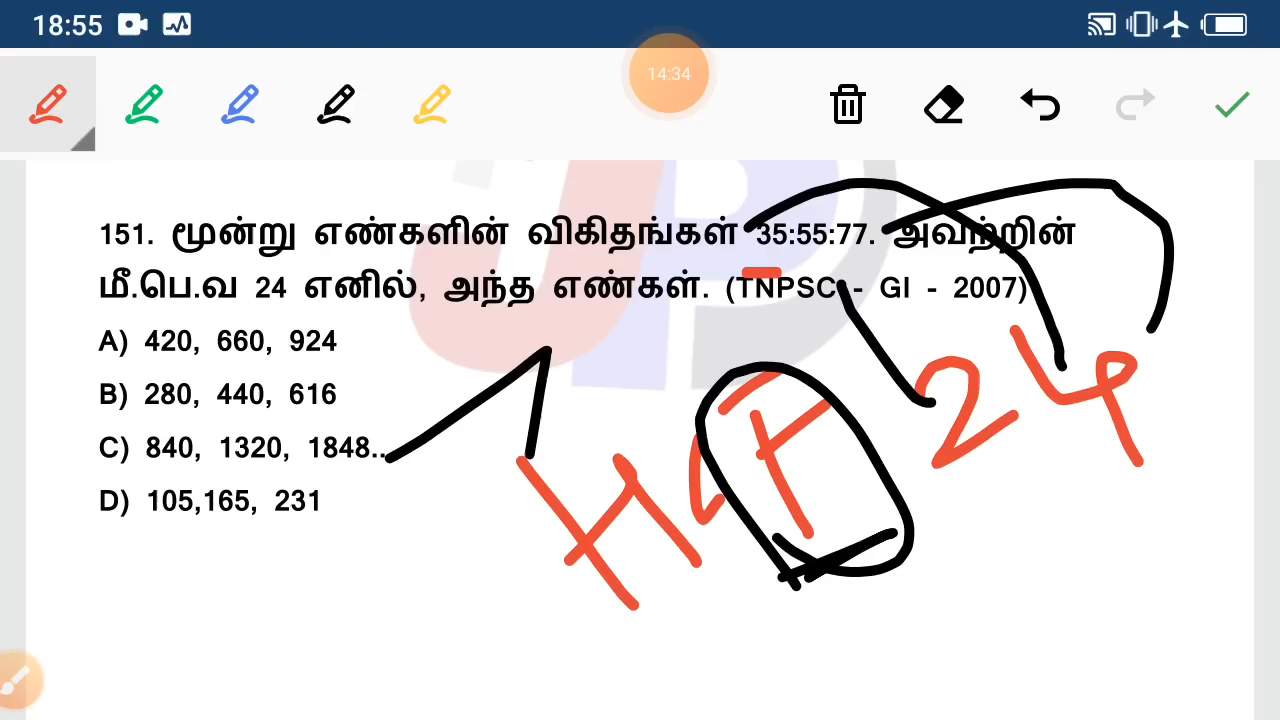 18:55
14:34
151. மூன்று எண்களின் விகிதங்கள் 35:55:77. அவற்றின்
மீ.பெ.வ 24 எனில், அந்த எண்கள். (TNPSC - GI - 2007)
A) 420, 660, 924
B) 280, 440, 616
C) 840, 1320, 1848..
D) 105,165, 231
HCF 24